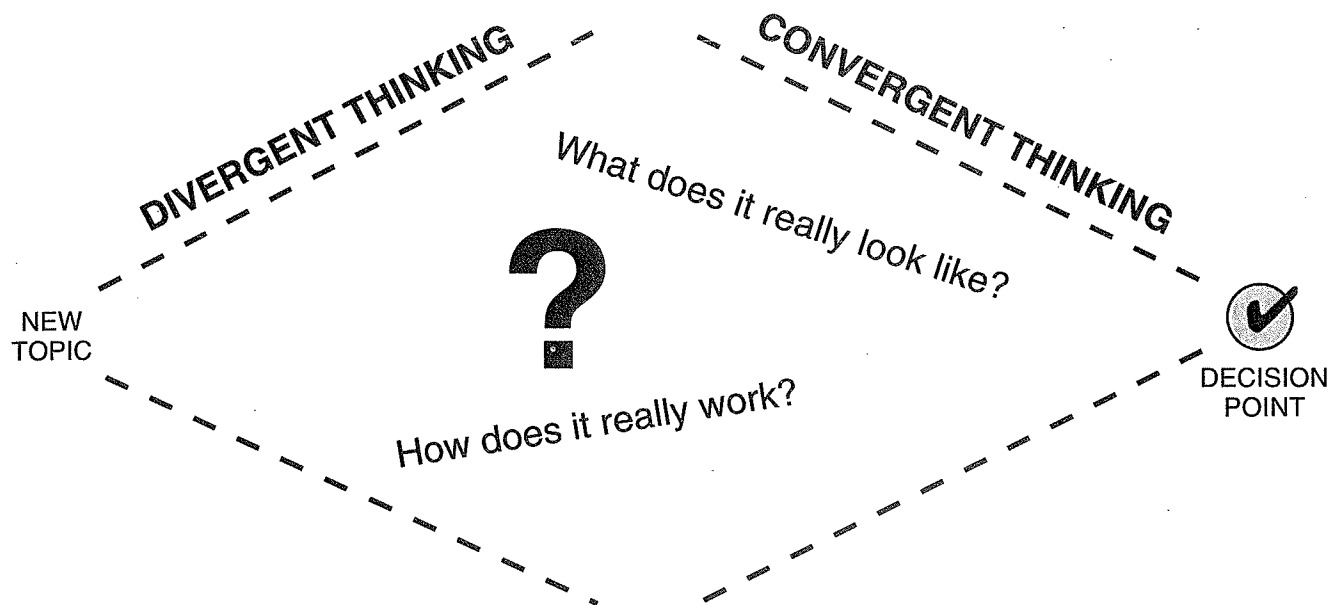 DIVERGENT THINKING
CONVERGENT THINKING
What does it really look like?
?
NEW
TOPIC
How does it really work?
DECISION
POINT